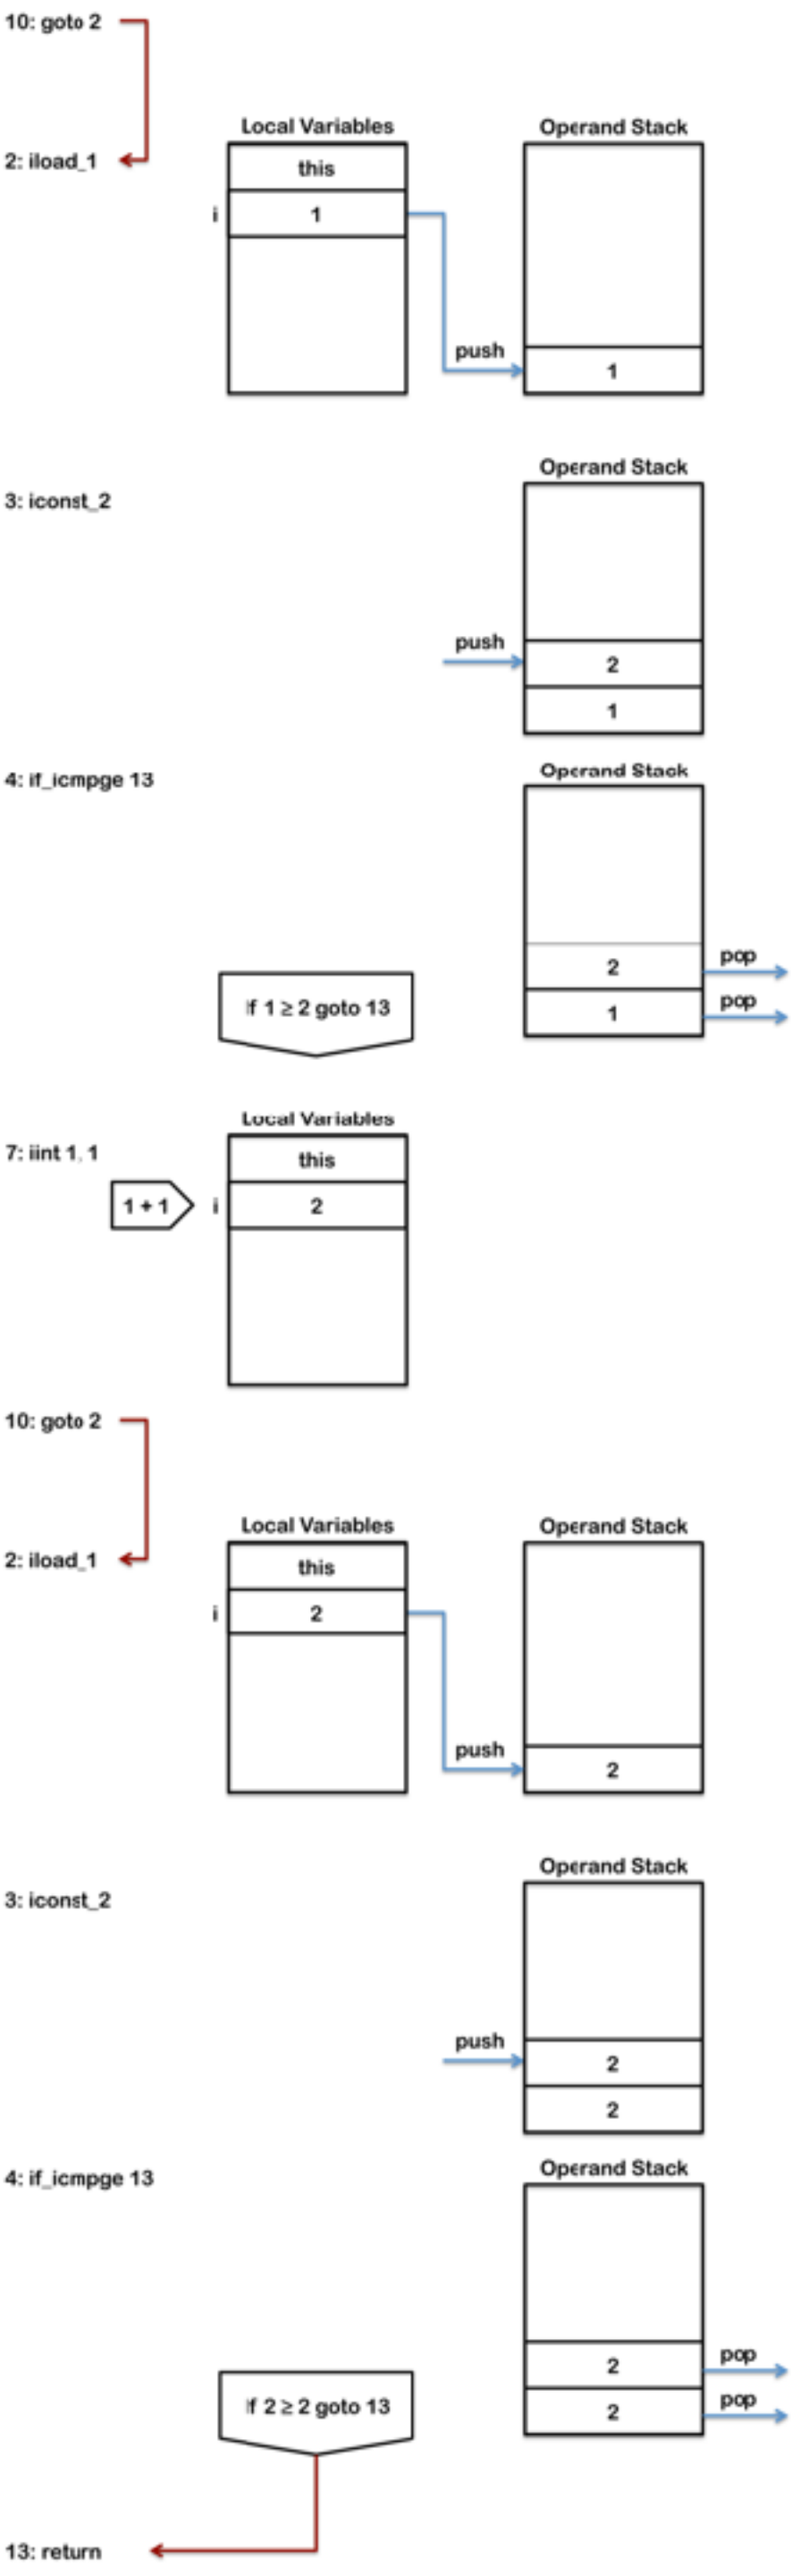 10: goto 2
Local Variables
Operand Stack
2: iload_1
this
i
1
push
1
Operand Stack
3: iconst_2
push
2
1
4: if_icmpge 13
Operand Stack
2
pop
If 1 ≥ 2 goto 13
1
pop
Local Variables
7: iint 1, 1
this
1 + 1
i
2
10: goto 2
Local Variables
Operand Stack
2: iload_1
this
i
2
push
2
Operand Stack
3: iconst_2
push
2
2
4: if_icmpge 13
Operand Stack
2
pop
If 2 ≥ 2 goto 13
2
pop
13: return